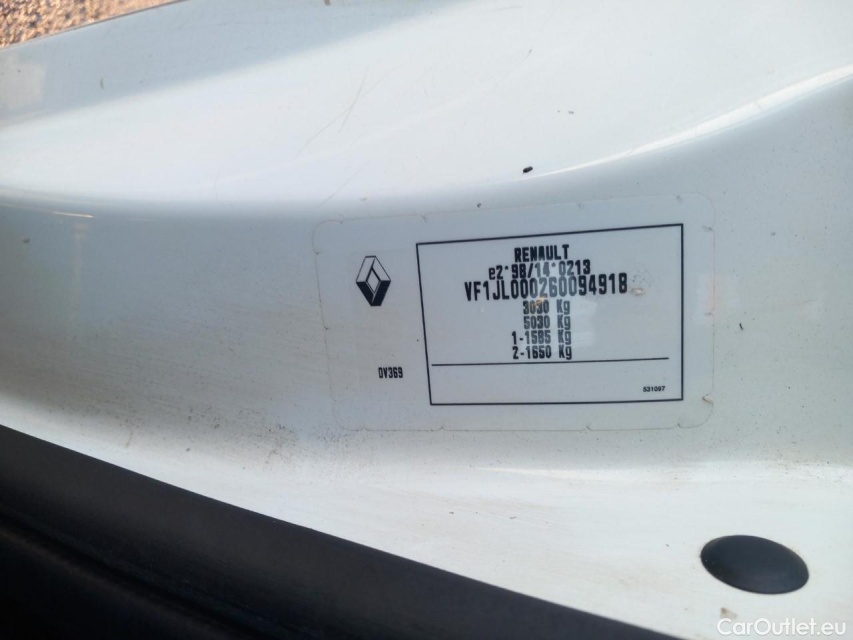 RENAULT
e2*98/14*0213
VF1JL000260094918
3030 Kg
5030 Kg
1-1585 Kg
2-1650 Kg
0V369
531097
CarOutlet.eu